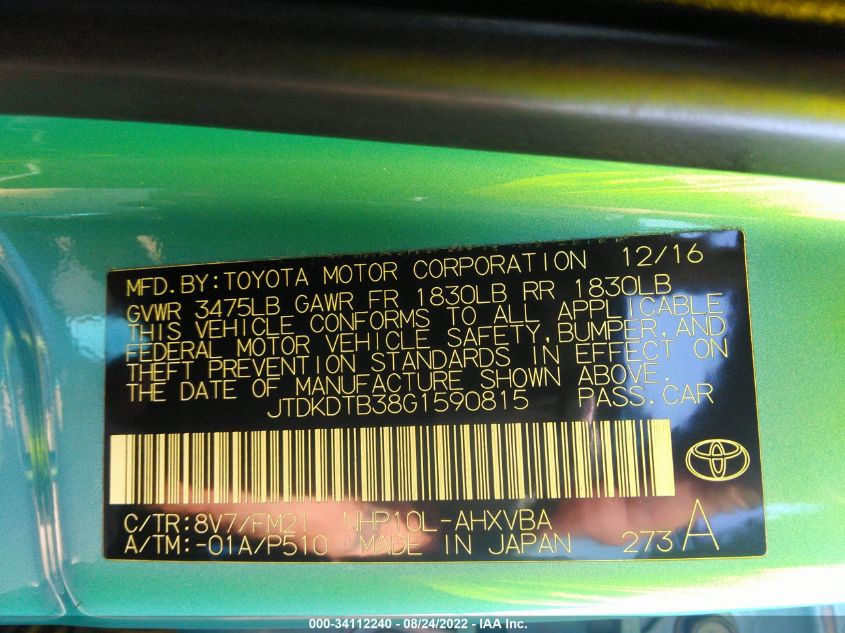 MFD.BY:TOYOTA MOTOR CORPORATION 12/16
GVWR 3475LB GAWR FR 1830LB RR 1830LB
THIS VEHICLE CONFORMS TO ALL APPLICABLE
FEDERAL MOTOR VEHICLE SAFETY,BUMPER,AND
THEFT PREVENTION STANDARDS IN EFFECT ON
THE DATE OF MANUFACTURE SHOWN ABOVE.
JTDKDTB38G1590815 PASS.CAR
C/TR:8V7/FM21 NHP10L-AHXVBA
A/TM:-01A/P510 MADE IN JAPAN 273A
000-34112240 - 08/24/2022 - IAA Inc.